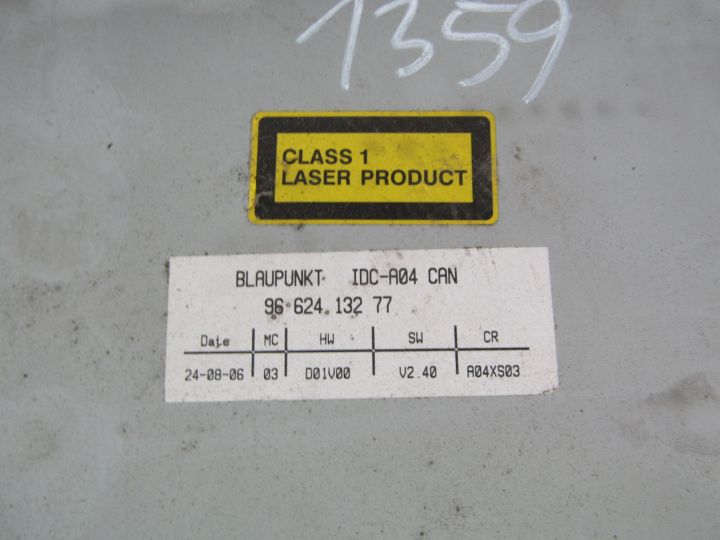 1359
CLASS 1
LASER PRODUCT
BLAUPUNKT IDC-A04 CAN
96 624.132 77
Date MC HW SW CR
24-08-06 03 D01V00 V2.40 A04XS03